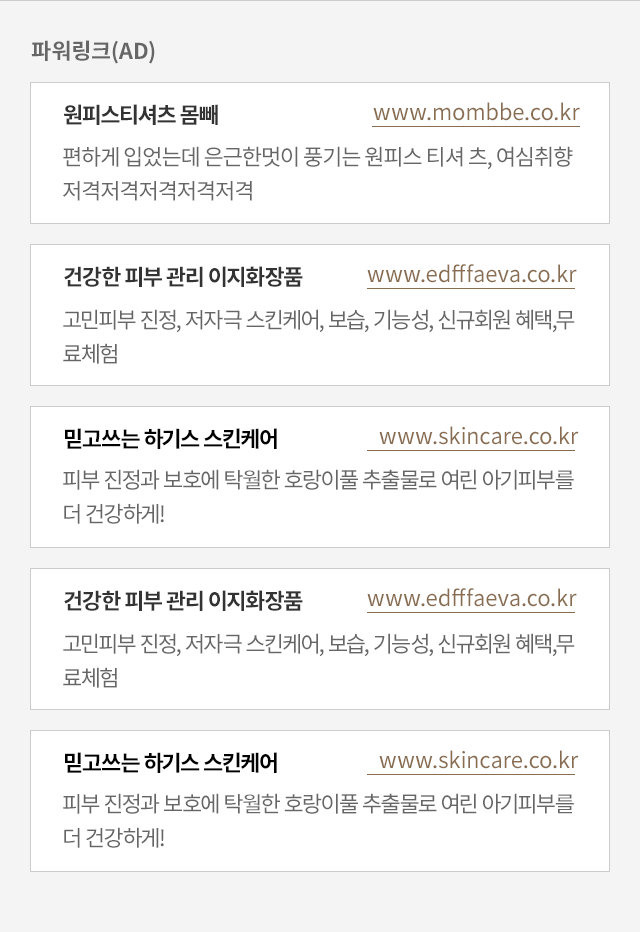 파워링크(AD)
원피스티셔츠 몸빼 www.mombbe.co.kr
편하게 입었는데 은근한멋이 풍기는 원피스 티셔 츠, 여심취향
저격저격저격저격저격
건강한 피부 관리 이지화장품 www.edfffaeva.co.kr
고민피부 진정, 저자극 스킨케어, 보습, 기능성, 신규회원 혜택,무
료체험
믿고쓰는 하기스 스킨케어 www.skincare.co.kr
피부 진정과 보호에 탁월한 호랑이풀 추출물로 여린 아기피부를
더 건강하게!
건강한 피부 관리 이지화장품 www.edfffaeva.co.kr
고민피부 진정, 저자극 스킨케어, 보습, 기능성, 신규회원 혜택,무
료체험
믿고쓰는 하기스 스킨케어 www.skincare.co.kr
피부 진정과 보호에 탁월한 호랑이풀 추출물로 여린 아기피부를
더 건강하게!